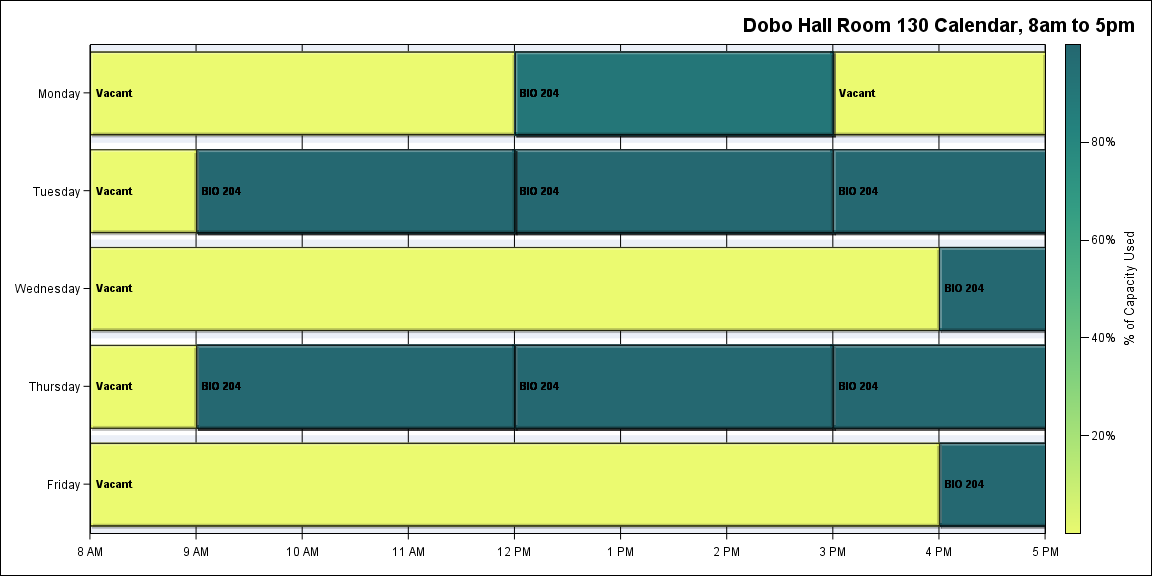 Dobo Hall Room 130 Calendar, 8am to 5pm
Monday
Vacant
BIO 204
Vacant
Tuesday
Vacant
BIO 204
BIO 204
BIO 204
Wednesday
Vacant
BIO 204
Thursday
Vacant
BIO 204
BIO 204
BIO 204
Friday
Vacant
BIO 204
8 AM 9 AM 10 AM 11 AM 12 PM 1 PM 2 PM 3 PM 4 PM 5 PM
80%
60%
40%
20%
% of Capacity Used